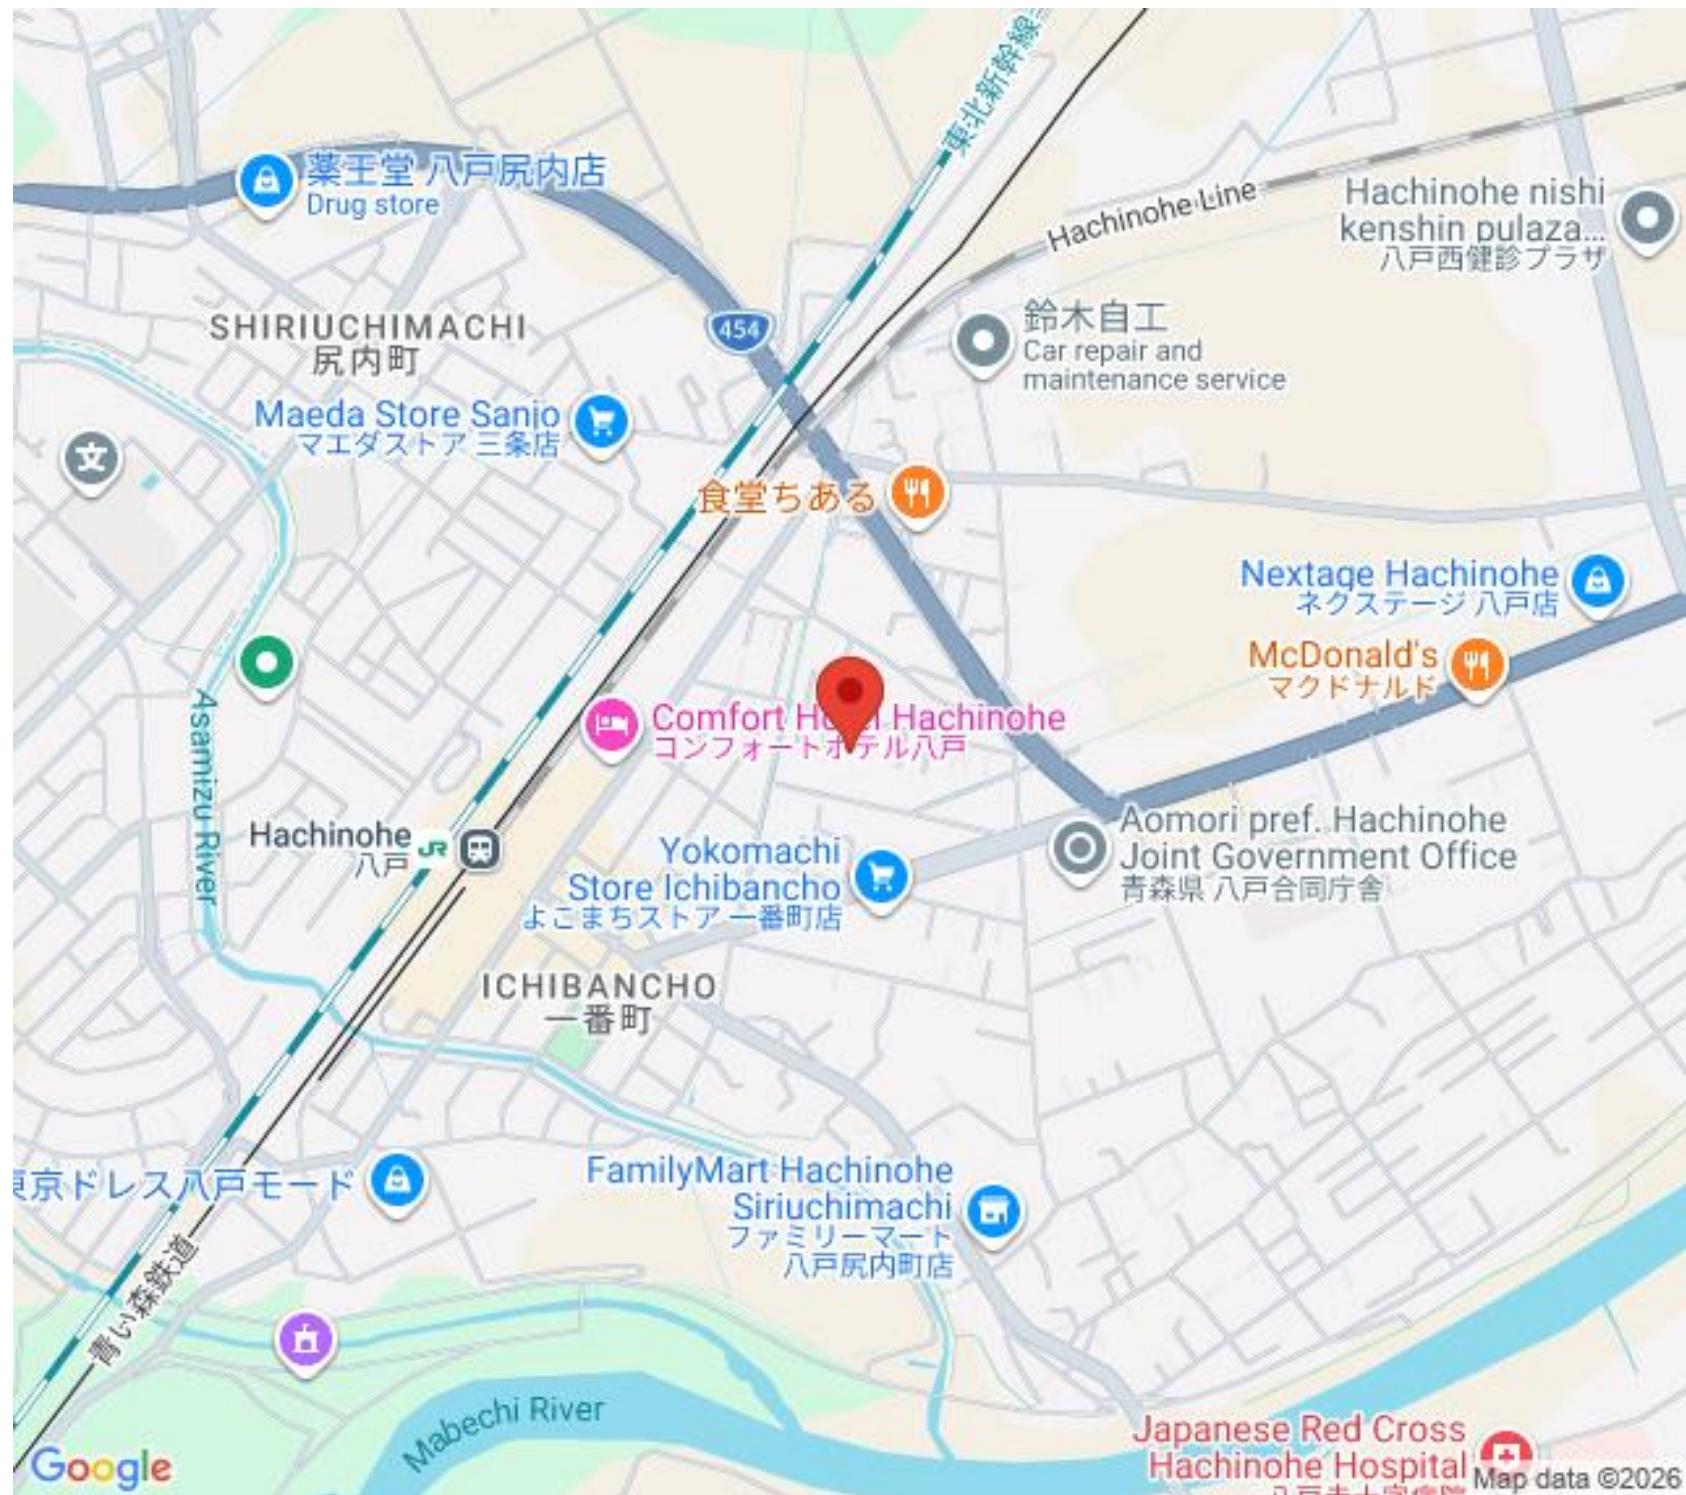 東北新幹線
薬王堂 八戸尻内店
Drug store
Hachinohe Line
Hachinohe nishi
kenshin pulaza...
八戸西健診プラザ
454
鈴木自工
Car repair and
maintenance service
SHIRIUCHIMACHI
尻内町
Maeda Store Sanjo
マエダストア 三条店
文
食堂ちある
Nextage Hachinohe
ネクステージ 八戸店
McDonald's
マクドナルド
Comfort Hotel Hachinohe
コンフォートホテル八戸
Asamizu River
Hachinohe
八戸
JR
Yokomachi
Store Ichibancho
よこまちストア 一番町店
Aomori pref. Hachinohe
Joint Government Office
青森県 八戸合同庁舎
ICHIBANCHO
一番町
東京ドレス八戸モード
FamilyMart Hachinohe
Siriuchimachi
ファミリーマート
八戸尻内町店
青い森鉄道
Mabechi River
Japanese Red Cross
Hachinohe Hospital
八戸赤十字病院
Google
Map data ©2026